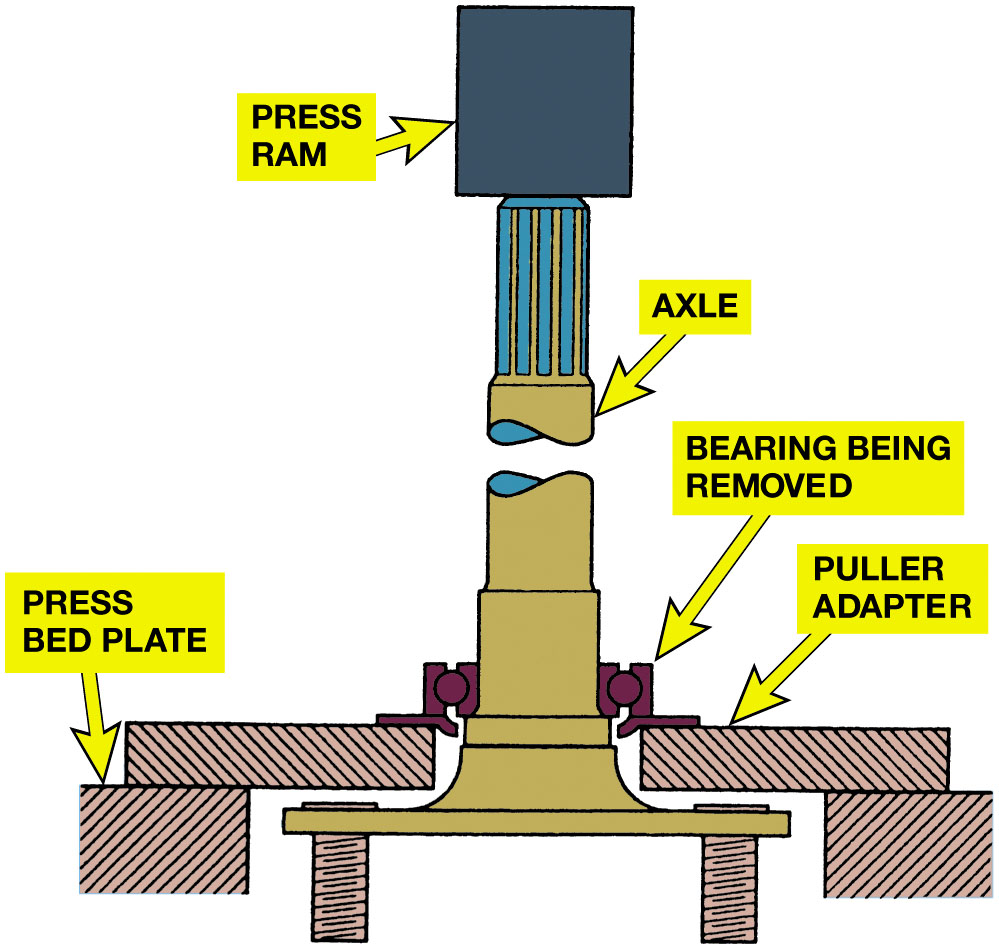 PRESS
RAM
AXLE
BEARING BEING
REMOVED
PULLER
ADAPTER
PRESS
BED PLATE